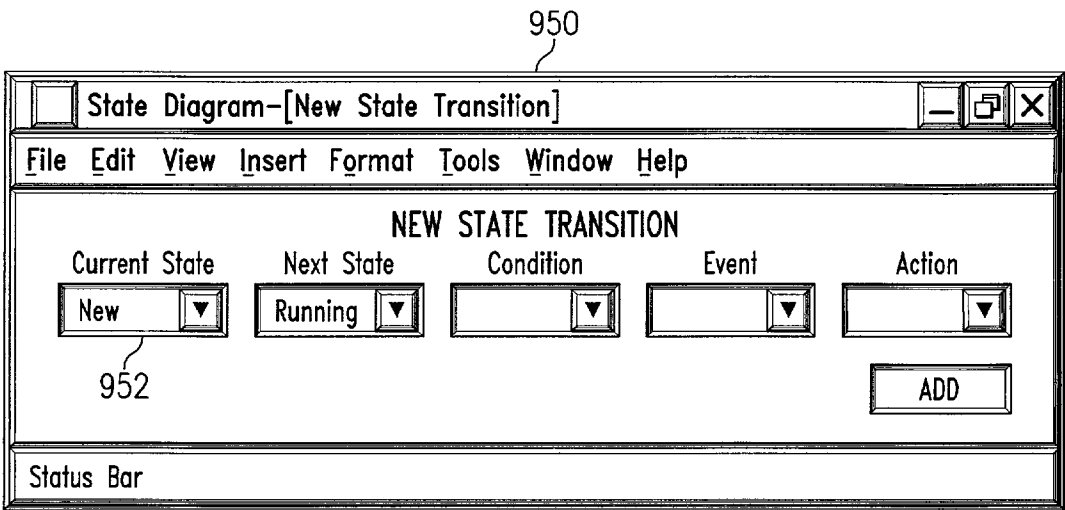 950
State Diagram-[New State Transition]
File Edit View Insert Format Tools Window Help
NEW STATE TRANSITION
Current State Next State Condition Event Action
New Running
952
ADD
Status Bar